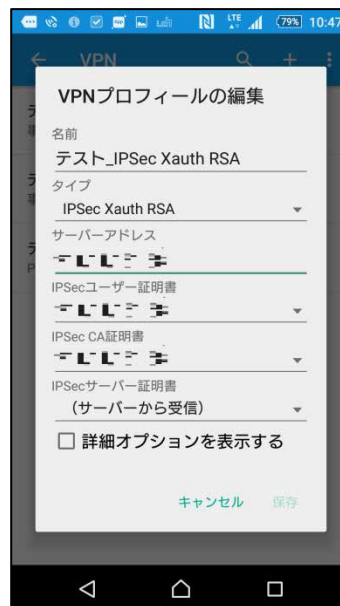 LTE 79% 10:47
VPN
VPNプロフィールの編集
名前
テスト_IPSec Xauth RSA
タイプ
IPSec Xauth RSA
サーバーアドレス
IPSecユーザー証明書
IPSec CA証明書
IPSecサーバー証明書
（サーバーから受信）
詳細オプションを表示する
キャンセル 保存